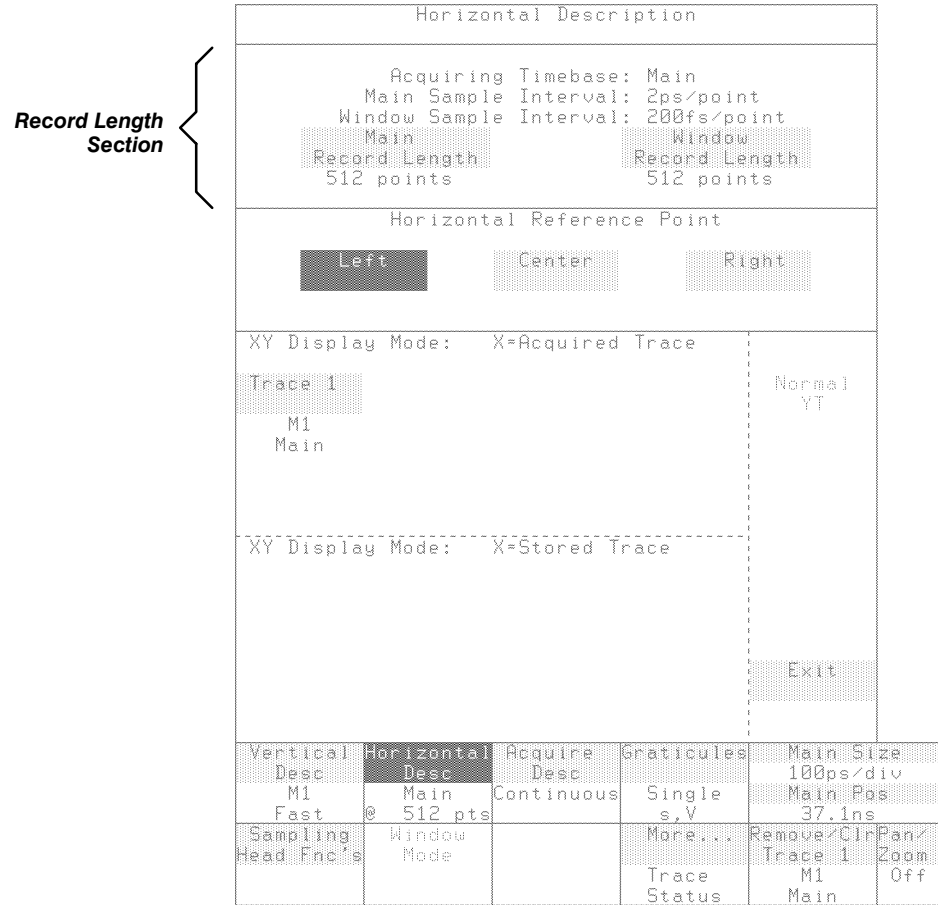 Horizontal Description
Record Length
Section
Acquiring Timebase: Main
Main Sample Interval: 2ps/point
Window Sample Interval: 200fs/point
Main Window
Record Length Record Length
512 points 512 points
Horizontal Reference Point
Left Center Right
XY Display Mode: X=Acquired Trace
Trace 1 Normal
YT
M1
Main
XY Display Mode: X=Stored Trace
Exit
Vertical Horizontal Acquire Graticules Main Size
Desc Desc Desc 100ps/div
M1 Main Continuous Single Main Pos
Fast @ 512 pts s,V 37.1ns
Sampling Window More... Remove/Clr Pan/
Head Fnc's Mode Trace 1 Zoom
Trace M1 Off
Status Main